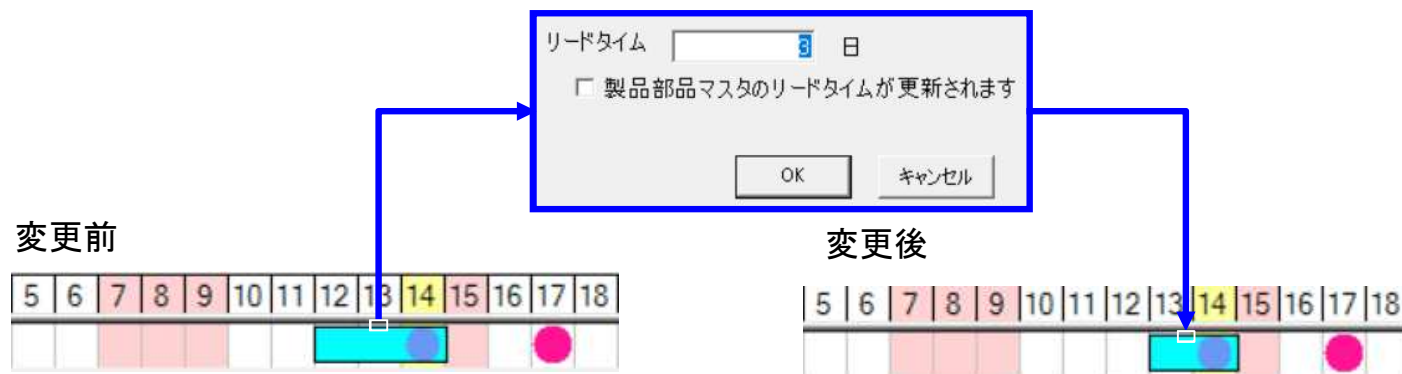 リードタイム 3 日
製品部品マスタのリードタイムが更新されます
OK キャンセル
変更前
変更後
5 6 7 8 9 10 11 12 13 14 15 16 17 18
5 6 7 8 9 10 11 12 13 14 15 16 17 18